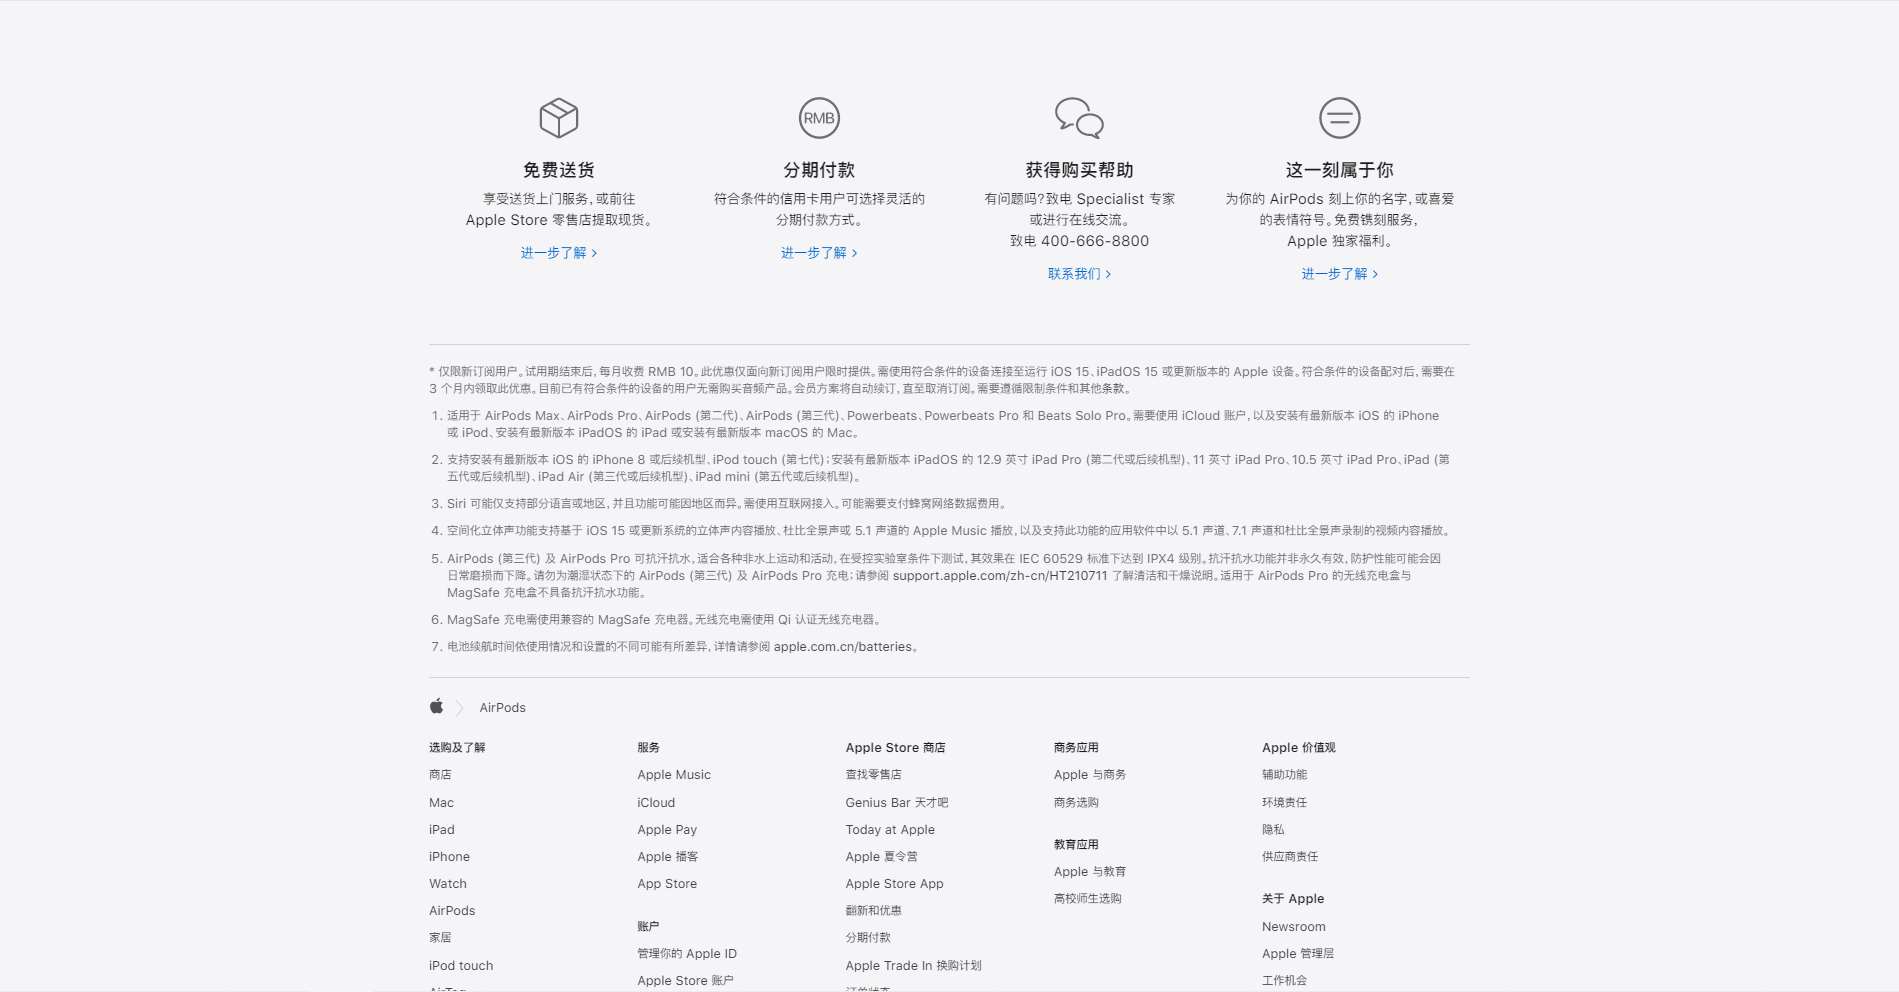 RMB
免费送货
享受送货上门服务，或前往
Apple Store 零售店提取现货。
进一步了解 >
分期付款
符合条件的信用卡用户可选择灵活的
分期付款方式。
进一步了解 >
获得购买帮助
有问题吗？致电 Specialist 专家
或进行在线交流。
致电 400-666-8800
联系我们 >
这一刻属于你
为你的 AirPods 刻上你的名字，或喜爱
的表情符号。免费镌刻服务，
Apple 独家福利。
进一步了解 >
* 仅限新订阅用户。试用期结束后，每月收费 RMB 10。此优惠仅面向新订阅用户限时提供。需使用符合条件的设备连接至运行 iOS 15、iPadOS 15 或更新版本的 Apple 设备。符合条件的设备配对后，需要在
3 个月内领取此优惠。目前已有符合条件的设备的用户无需购买音频产品。会员方案将自动续订，直至取消订阅。需要遵循限制条件和其他条款。
1. 适用于 AirPods Max、AirPods Pro、AirPods (第二代)、AirPods (第三代)、Powerbeats、Powerbeats Pro 和 Beats Solo Pro。需要使用 iCloud 账户，以及安装有最新版本 iOS 的 iPhone
或 iPod、安装有最新版本 iPadOS 的 iPad 或安装有最新版本 macOS 的 Mac。
2. 支持安装有最新版本 iOS 的 iPhone 8 或后续机型、iPod touch (第七代)；安装有最新版本 iPadOS 的 12.9 英寸 iPad Pro (第二代或后续机型)、11 英寸 iPad Pro、10.5 英寸 iPad Pro、iPad (第
五代或后续机型)、iPad Air (第三代或后续机型)、iPad mini (第五代或后续机型)。
3. Siri 可能仅支持部分语言或地区，并且功能可能因地区而异。需使用互联网接入。可能需要支付蜂窝网络数据费用。
4. 空间化立体声功能支持基于 iOS 15 或更新系统的立体声内容播放、杜比全景声或 5.1 声道的 Apple Music 播放，以及支持此功能的应用软件中以 5.1 声道、7.1 声道和杜比全景声录制的视频内容播放。
5. AirPods (第三代) 及 AirPods Pro 可抗汗抗水，适合各种非水上运动和活动，在受控实验室条件下测试，其效果在 IEC 60529 标准下达到 IPX4 级别。抗汗抗水功能并非永久有效，防护性能可能会因
日常磨损而下降。请勿为潮湿状态下的 AirPods (第三代) 及 AirPods Pro 充电；请参阅 support.apple.com/zh-cn/HT210711 了解清洁和干燥说明。适用于 AirPods Pro 的无线充电盒与
MagSafe 充电盒不具备抗汗抗水功能。
6. MagSafe 充电需使用兼容的 MagSafe 充电器。无线充电需使用 Qi 认证无线充电器。
7. 电池续航时间依使用情况和设置的不同可能有所差异，详情请参阅 apple.com.cn/batteries。
AirPods
选购及了解
商店
Mac
iPad
iPhone
Watch
AirPods
家居
iPod touch
AirTag
服务
Apple Music
iCloud
Apple Pay
Apple 播客
App Store
账户
管理你的 Apple ID
Apple Store 账户
Apple Store 商店
查找零售店
Genius Bar 天才吧
Today at Apple
Apple 夏令营
Apple Store App
翻新和优惠
分期付款
Apple Trade In 换购计划
订单状态
商务应用
Apple 与商务
商务选购
教育应用
Apple 与教育
高校师生选购
Apple 价值观
辅助功能
环境责任
隐私
供应商责任
关于 Apple
Newsroom
Apple 管理层
工作机会